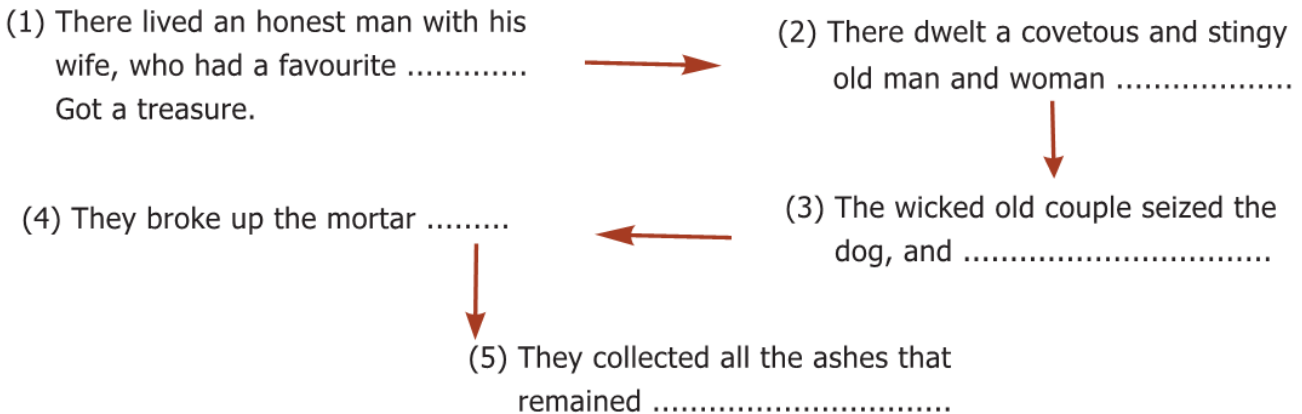 (1) There lived an honest man with his
wife, who had a favourite .............
Got a treasure.
(2) There dwelt a covetous and stingy
old man and woman ...................
(3) The wicked old couple seized the
dog, and .................................
(4) They broke up the mortar .........
(5) They collected all the ashes that
remained ................................